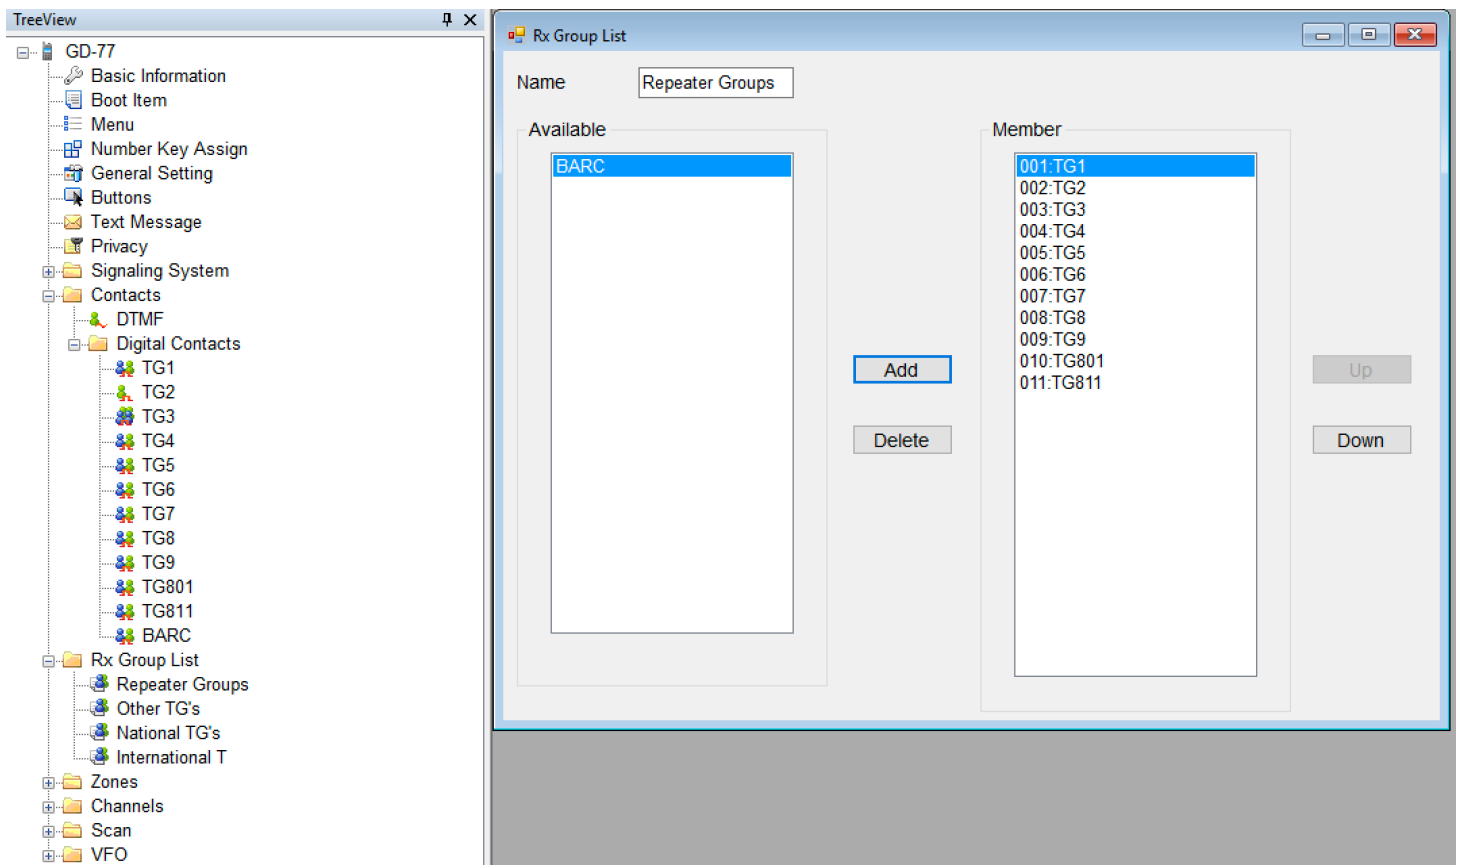 TreeView
GD-77
Basic Information
Boot Item
Menu
Number Key Assign
General Setting
Buttons
Text Message
Privacy
Signaling System
Contacts
DTMF
Digital Contacts
TG1
TG2
TG3
TG4
TG5
TG6
TG7
TG8
TG9
TG801
TG811
BARC
Rx Group List
Repeater Groups
Other TG's
National TG's
International T
Zones
Channels
Scan
VFO
Rx Group List
Name Repeater Groups
Available
BARC
Add
Delete
Member
001:TG1
002:TG2
003:TG3
004:TG4
005:TG5
006:TG6
007:TG7
008:TG8
009:TG9
010:TG801
011:TG811
Up
Down